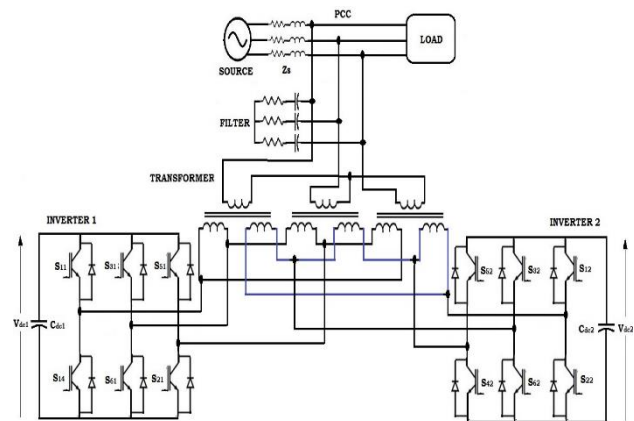 PCC
LOAD
SOURCE
Zs
FILTER
TRANSFORMER
INVERTER 1
INVERTER 2
S11
S31
S51
S52
S32
S12
Vdc1
Cdc1
Cdc2
Vdc2
S14
S61
S21
S42
S62
S22